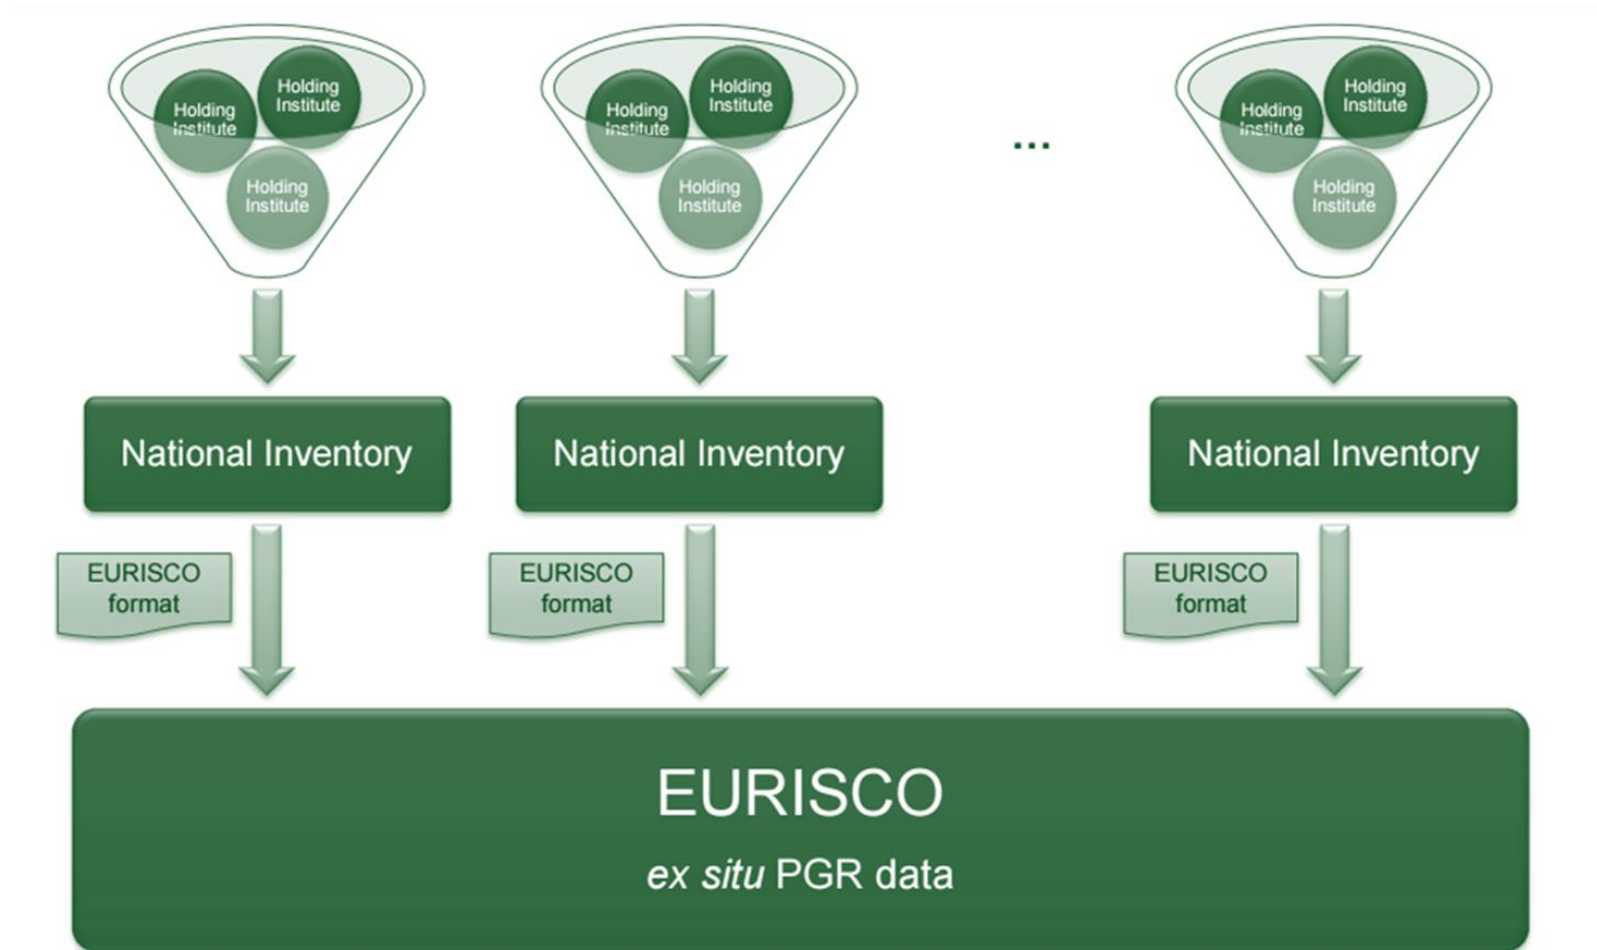 Holding
Institute
Holding
Institute
Holding
Institute
Holding
Institute
Holding
Institute
Holding
Institute
...
Holding
Institute
Holding
Institute
Holding
Institute
National Inventory
National Inventory
National Inventory
EURISCO
format
EURISCO
format
EURISCO
format
EURISCO
ex situ PGR data